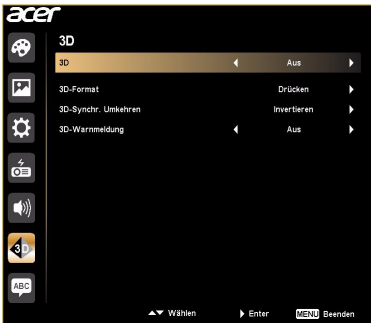 acer
3D
3D Aus
3D-Format Drücken
3D-Synchr. Umkehren Invertieren
3D-Warnmeldung Aus
3D
ABC
Wählen Enter MENU Beenden